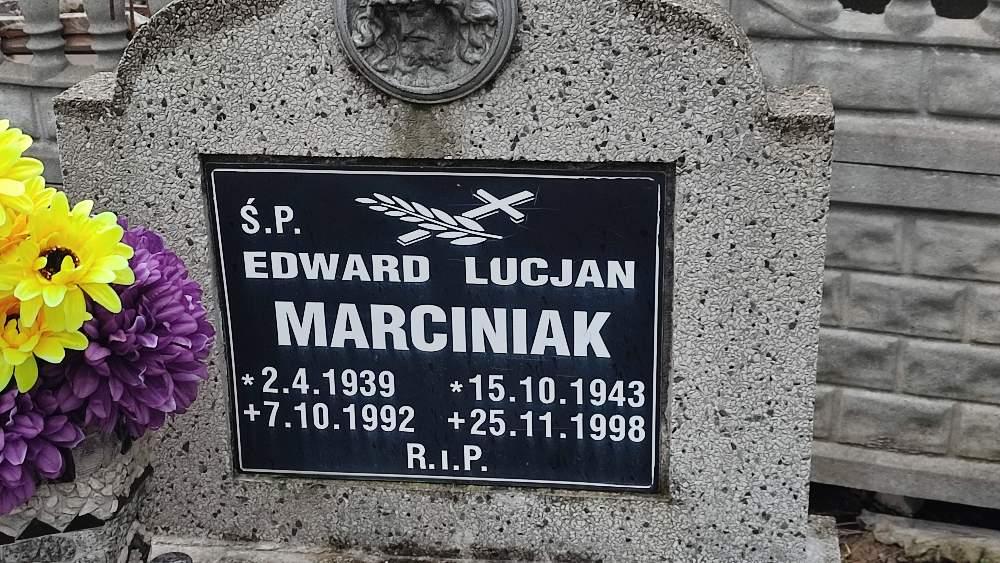 Ś.P.
EDWARD LUCJAN
MARCINIAK
*2.4.1939 *15.10.1943
+7.10.1992 +25.11.1998
R.I.P.